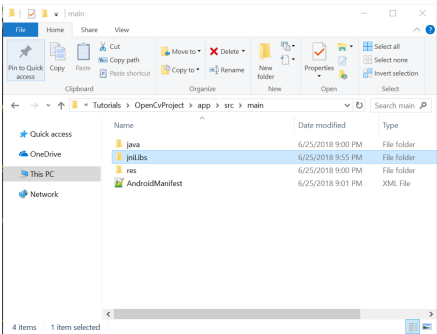 main
File Home Share View
Pin to Quick access
Copy
Paste
Cut
Copy path
Paste shortcut
Clipboard
Move to
Copy to
Delete
Rename
Organize
New folder
New
Properties
Open
Select all
Select none
Invert selection
Select
« Tutorials > OpenCvProject > app > src > main
Search main
Name Date modified Type
Quick access
OneDrive
This PC
Network
java 6/25/2018 9:00 PM File folder
jniLibs 6/25/2018 9:55 PM File folder
res 6/25/2018 9:00 PM File folder
AndroidManifest 6/25/2018 9:01 PM XML File
4 items 1 item selected